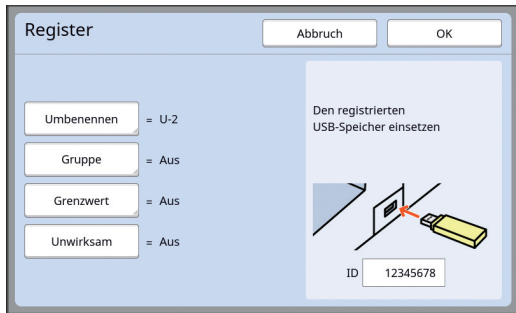 Register
Abbruch
OK
Umbenennen = U-2
Gruppe = Aus
Grenzwert = Aus
Unwirksam = Aus
Den registrierten
USB-Speicher einsetzen
ID 12345678